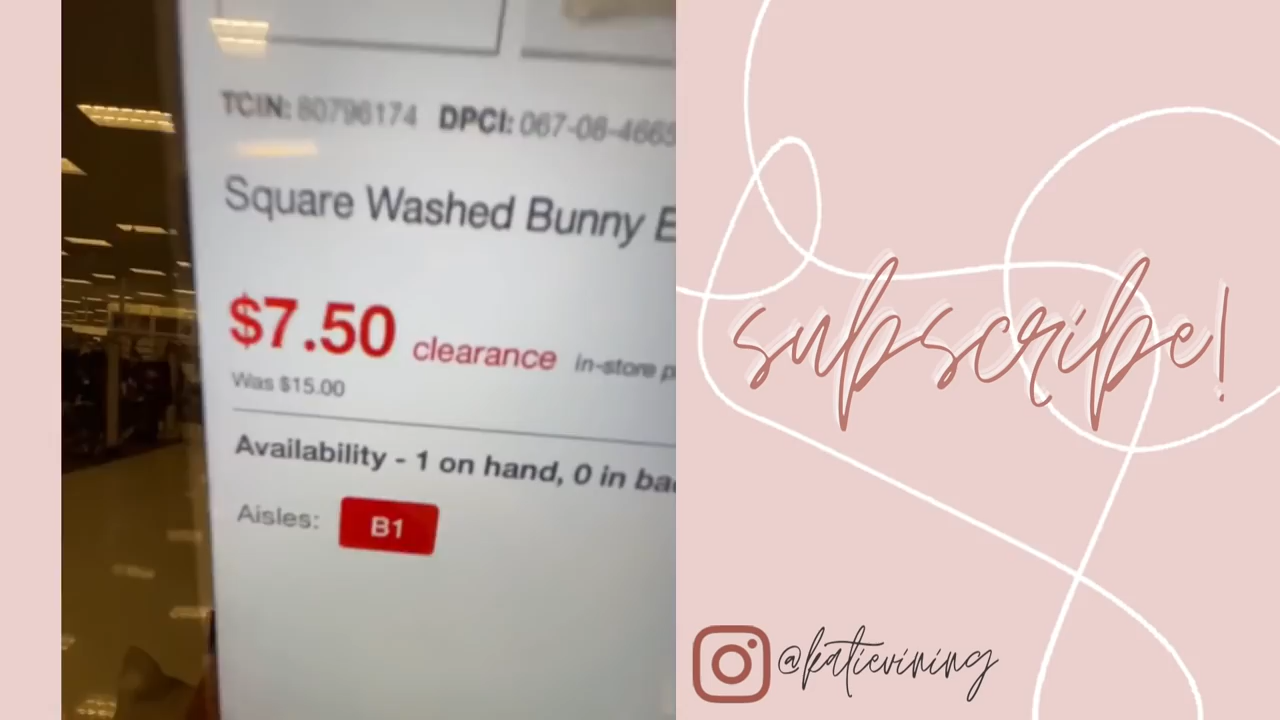 TCIN: 80796174 DPCI: 067-08-4665
Square Washed Bunny
$7.50 clearance in-store
Was $15.00
Availability - 1 on hand, 0 in
Aisles: B1
subscribe!
@katievining